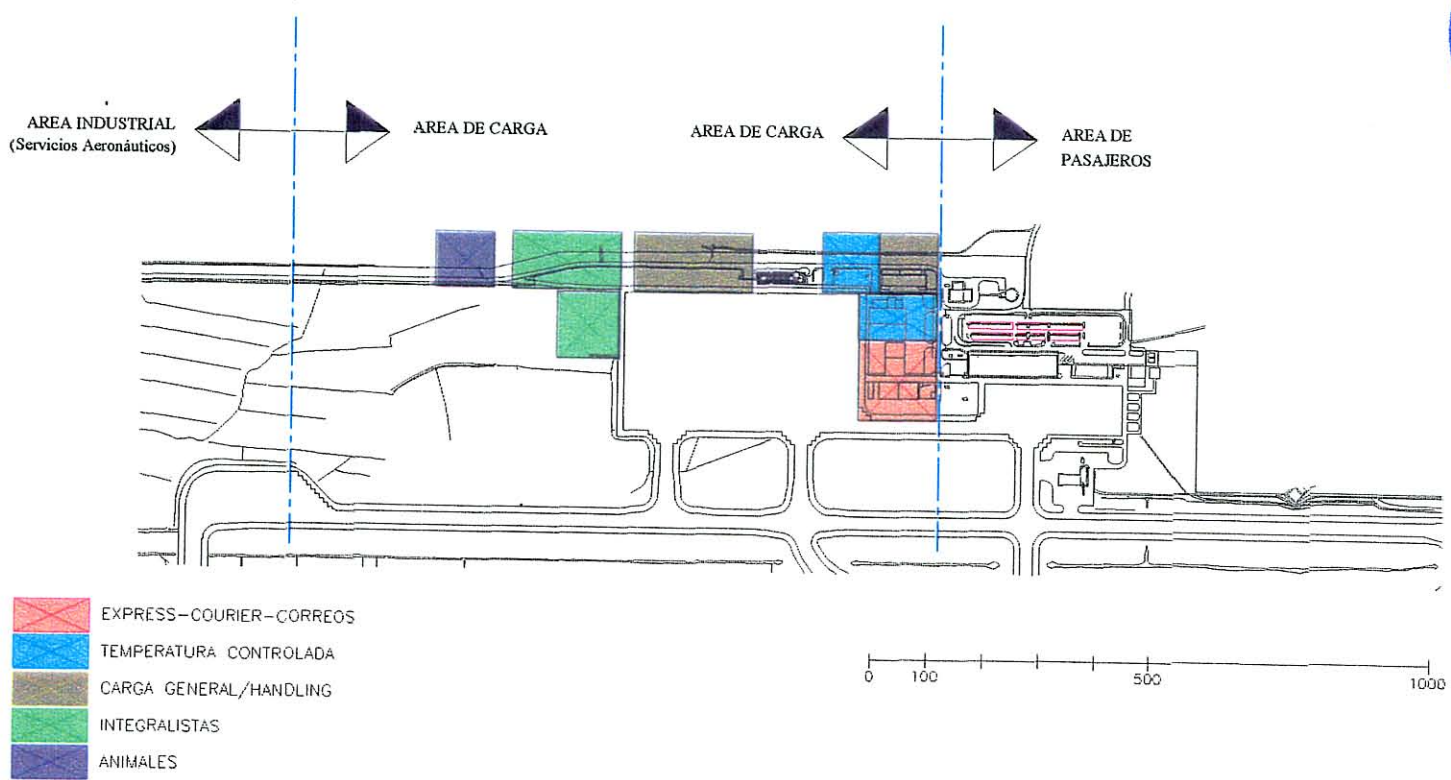 AREA INDUSTRIAL
(Servicios Aeronáuticos)
AREA DE CARGA
AREA DE CARGA
AREA DE
PASAJEROS
EXPRESS-COURIER-CORREOS
TEMPERATURA CONTROLADA
CARGA GENERAL/HANDLING
INTEGRALISTAS
ANIMALES
0 100 500 1000